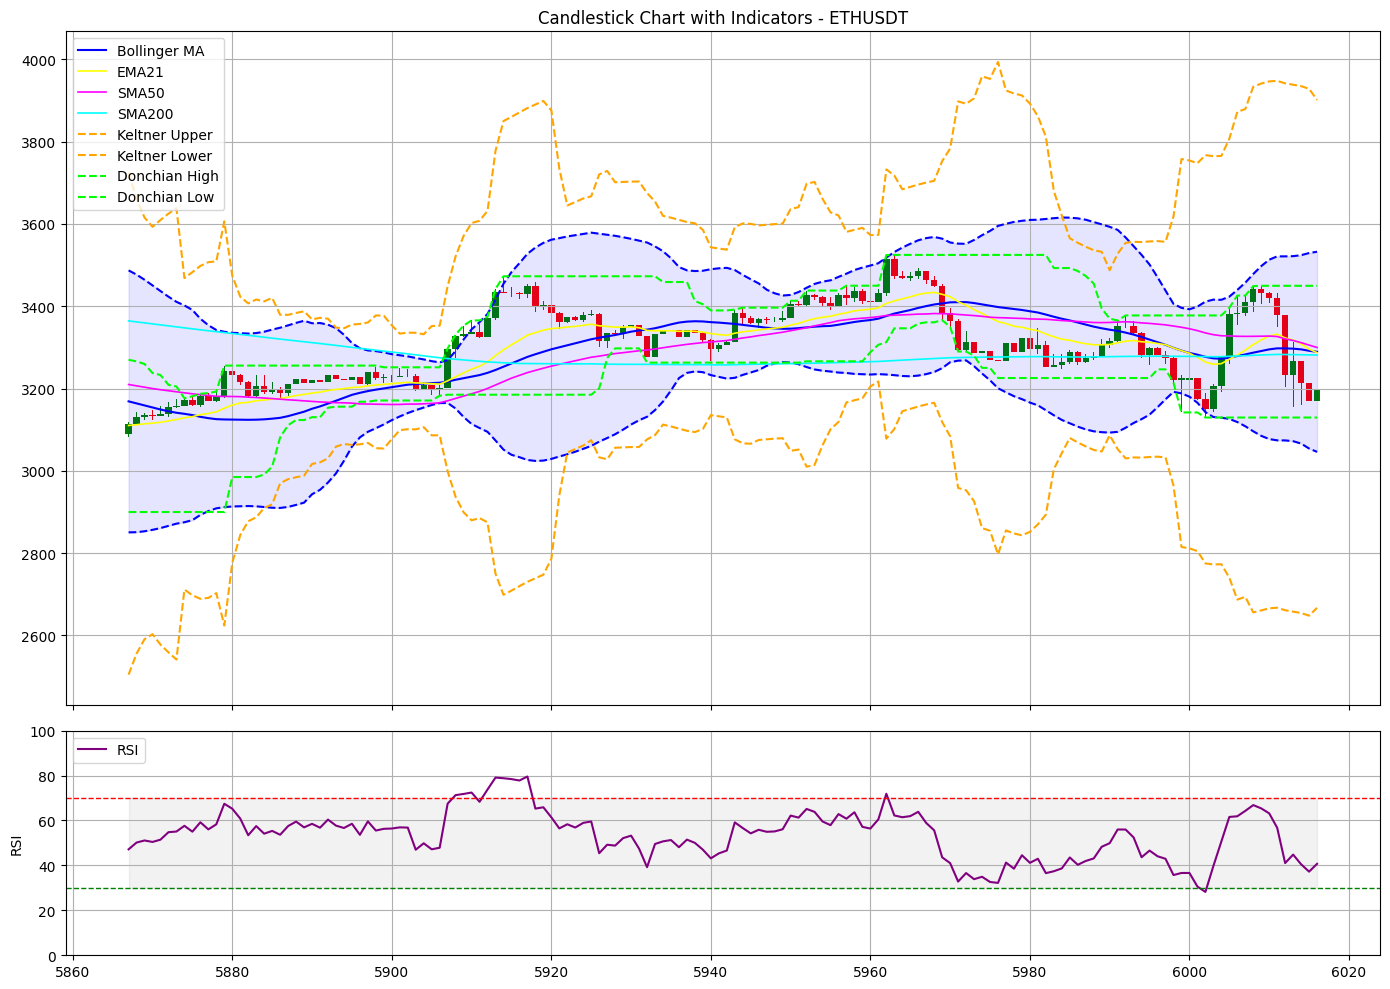 Candlestick Chart with Indicators - ETHUSDT
Bollinger MA
EMA21
SMA50
SMA200
Keltner Upper
Keltner Lower
Donchian High
Donchian Low
4000
3800
3600
3400
3200
3000
2800
2600
RSI
100
80
60
40
20
0
RSI
5860 5880 5900 5920 5940 5960 5980 6000 6020